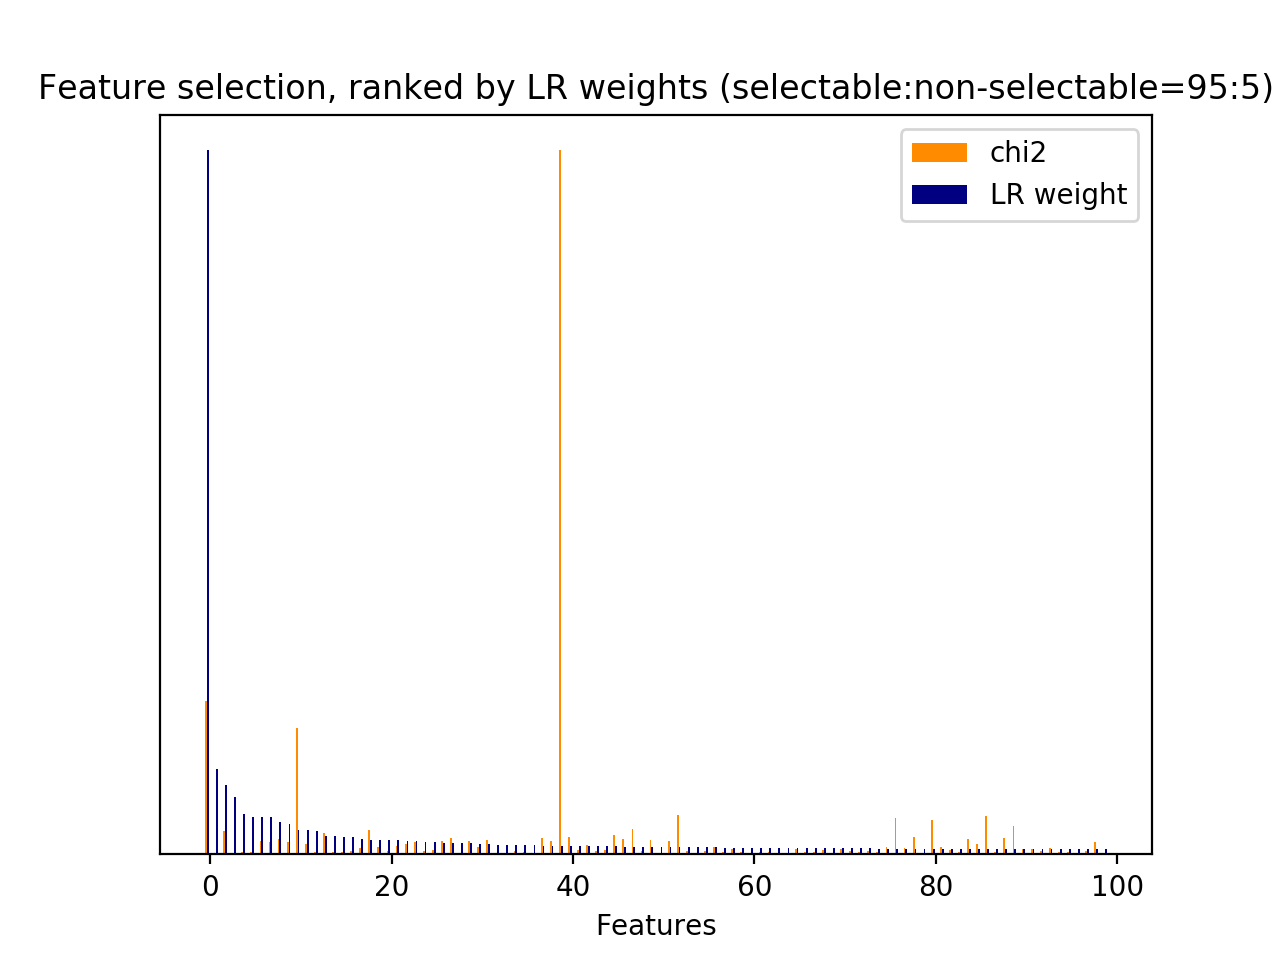 Feature selection, ranked by LR weights (selectable:non-selectable=95:5)
chi2
LR weight
0 20 40 60 80 100
Features